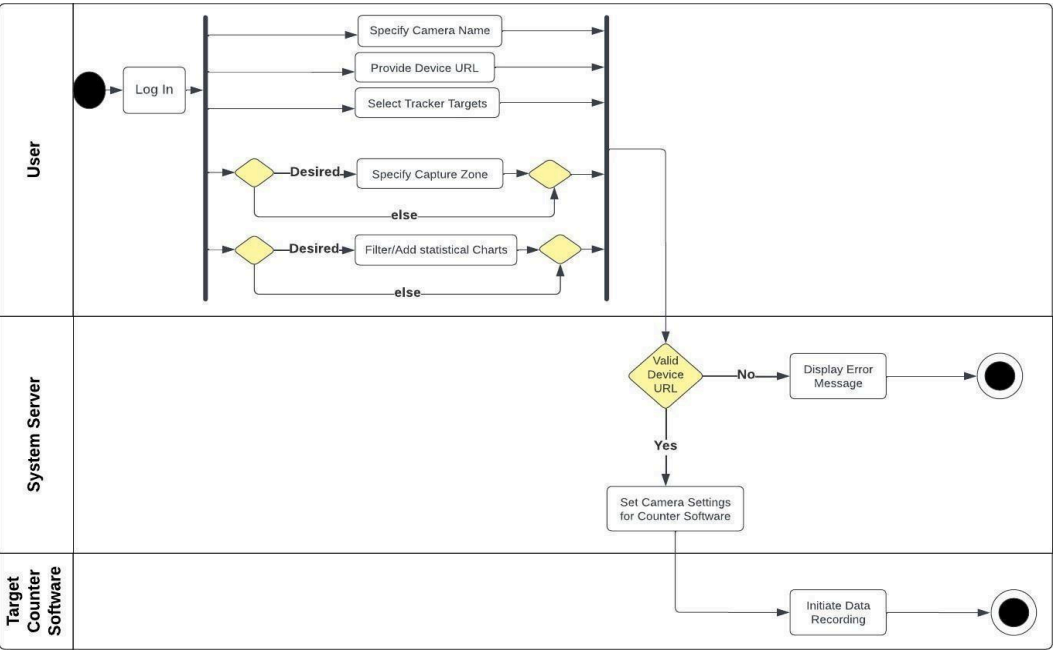 User
Log In
Specify Camera Name
Provide Device URL
Select Tracker Targets
Desired
Specify Capture Zone
else
Desired
Filter/Add statistical Charts
else
System Server
Valid
Device
URL
No
Display Error
Message
Yes
Set Camera Settings
for Counter Software
Target
Counter
Software
Initiate Data
Recording